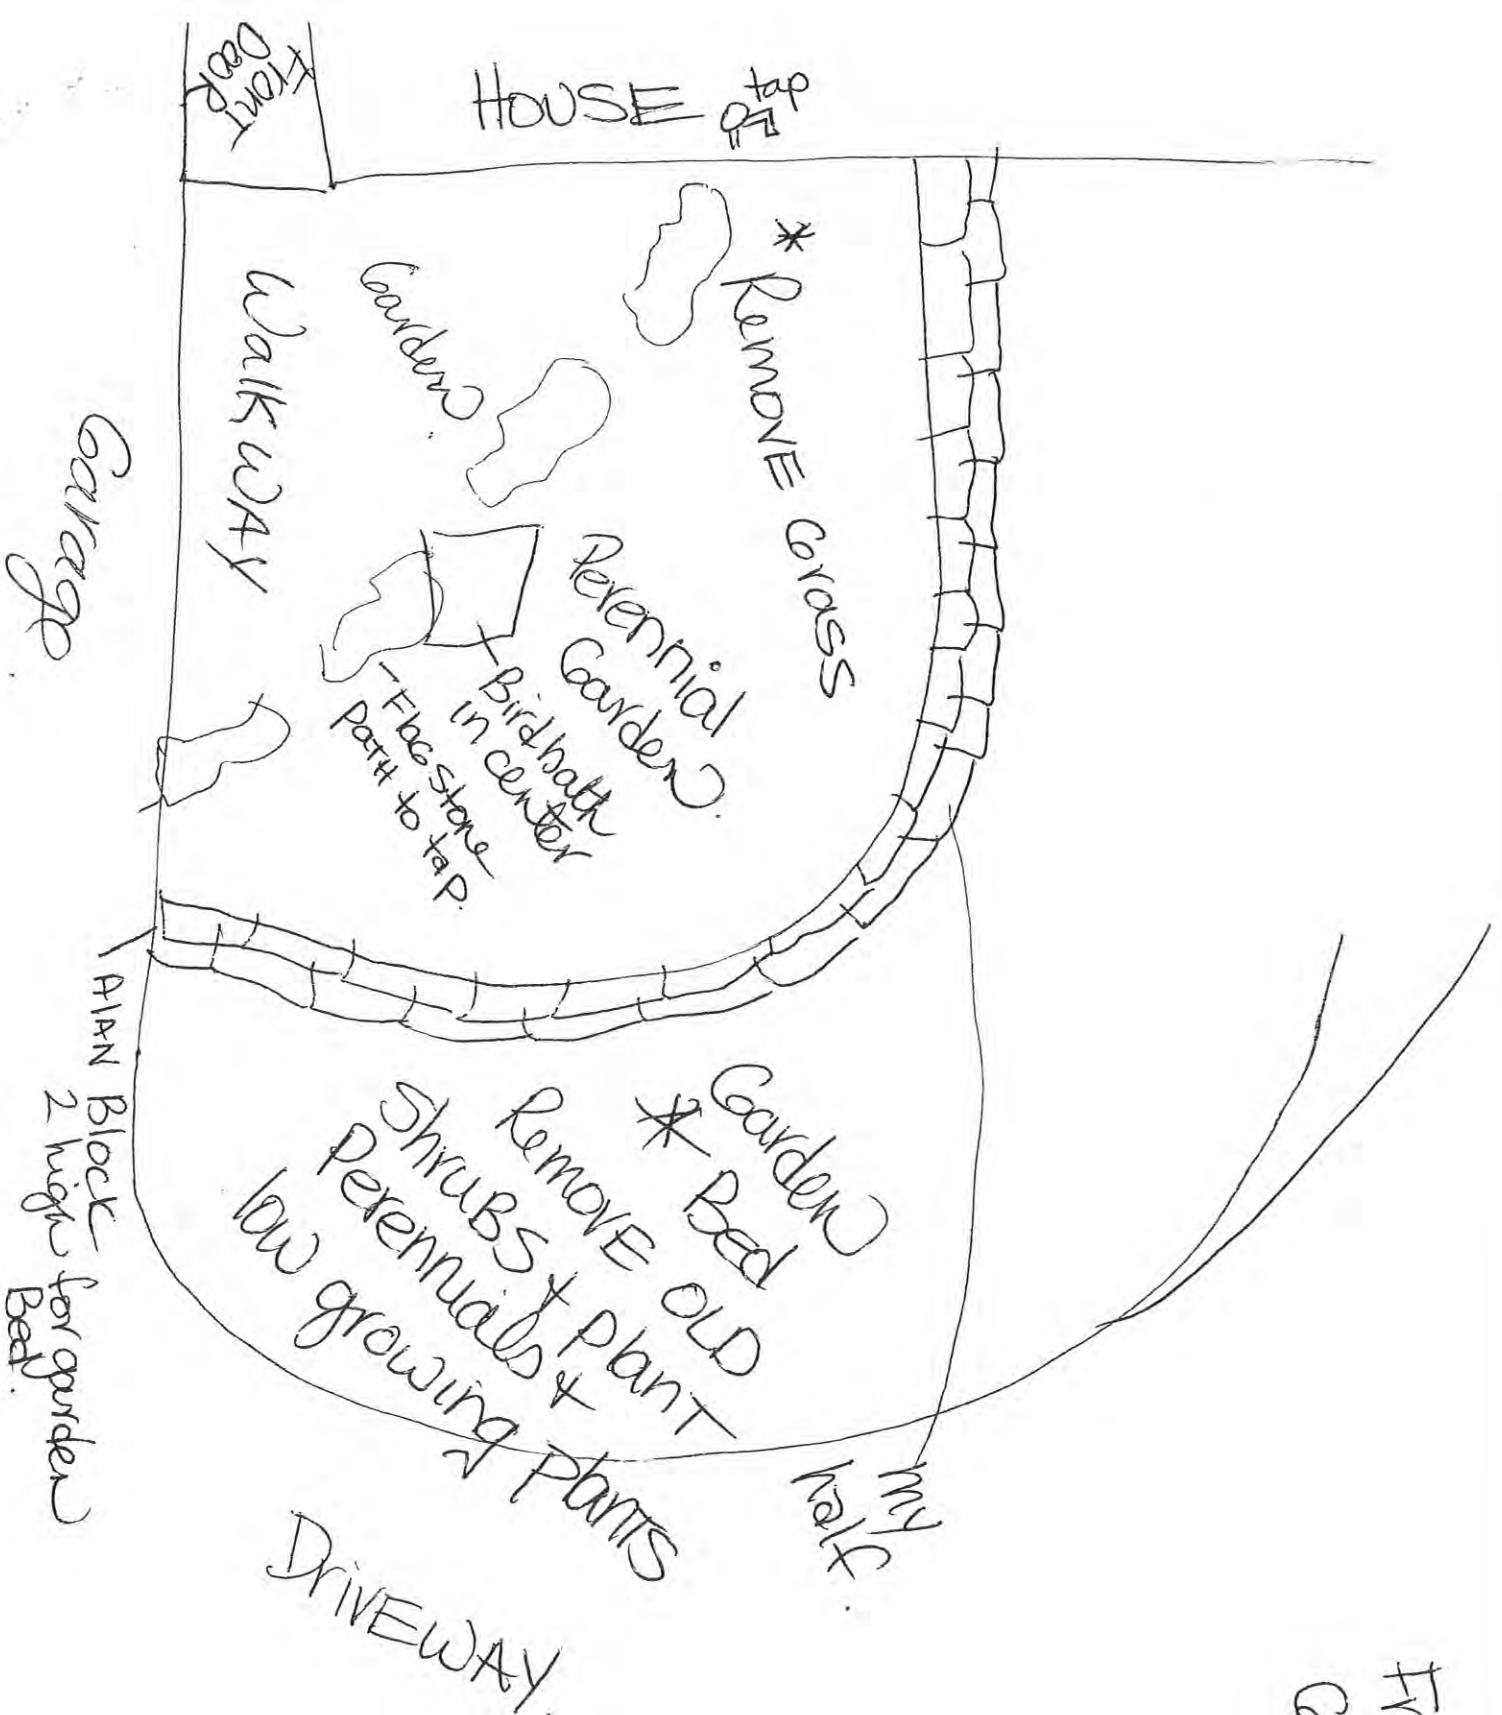 Front
Door
HOUSE
tap
* Remove Grass
Garden
Walkway
Garage
Perennial
Garden
Birdbath
in center
Flagstone
path to tap.
AlAN Block
2 high for garden
Bed.
Garden
* Bed
Remove OLD
Shrubs & plant
Perennials &
low growing plants
my
half.
DRIVEWAY